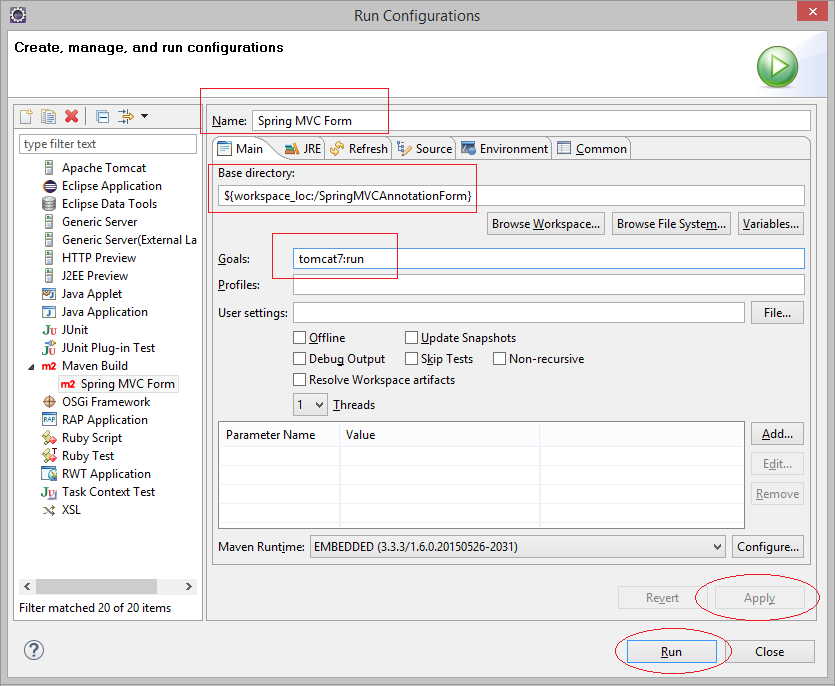 Run Configurations
Create, manage, and run configurations
type filter text
Apache Tomcat
Eclipse Application
Eclipse Data Tools
Generic Server
Generic Server(External La
HTTP Preview
J2EE Preview
Java Applet
Java Application
Ju JUnit
JUnit Plug-in Test
m2 Maven Build
m2 Spring MVC Form
OSGi Framework
RAP RAP Application
Ruby Script
Ruby Test
RWT Application
Ju Task Context Test
XSL
Filter matched 20 of 20 items
Name: Spring MVC Form
Main JRE Refresh Source Environment Common
Base directory:
${workspace_loc:/SpringMVCAnnotationForm}
Browse Workspace... Browse File System... Variables...
Goals: tomcat7:run
Profiles:
User settings: File...
Offline Update Snapshots
Debug Output Skip Tests Non-recursive
Resolve Workspace artifacts
1 Threads
Parameter Name Value
Add...
Edit...
Remove
Maven Runtime: EMBEDDED (3.3.3/1.6.0.20150526-2031) Configure...
Revert Apply
? Run Close